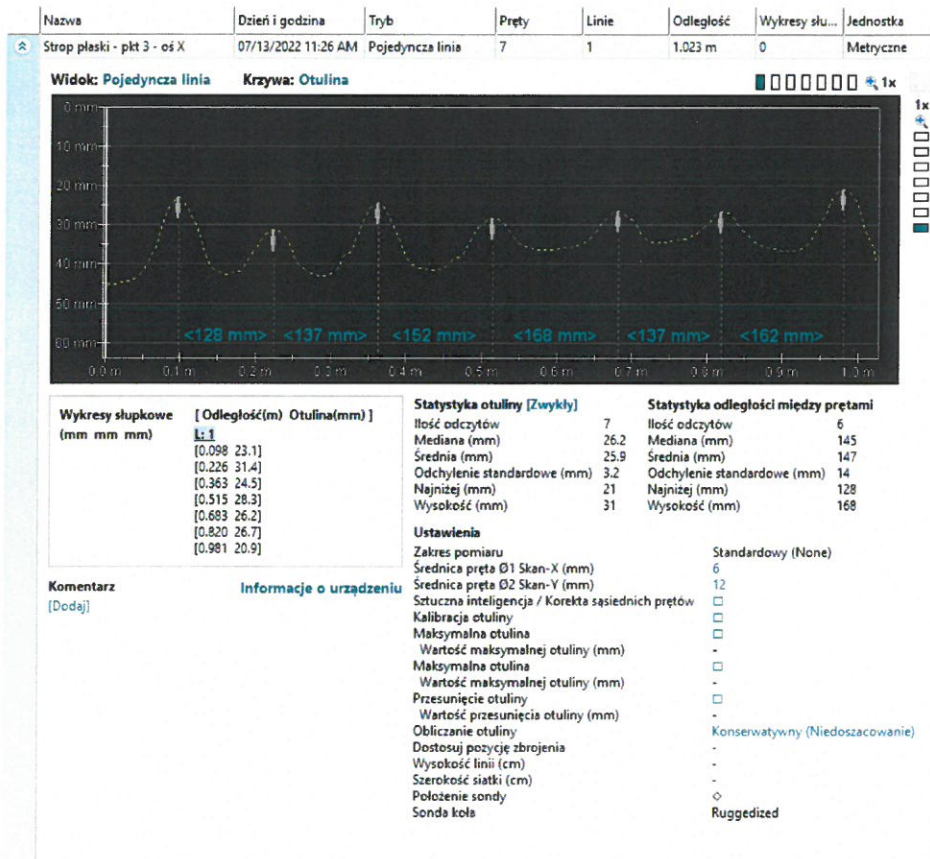 Nazwa Dzień i godzina Tryb Pręty Linie Odległość Wykresy słu... Jednostka
Strop płaski - pkt 3 - oś X 07/13/2022 11:26 AM Pojedyncza linia 7 1 1.023 m 0 Metryczne
Widok: Pojedyncza linia Krzywa: Otulina 1x
1x
0 mm
10 mm
20 mm
30 mm
40 mm
50 mm
60 mm
<128 mm> <137 mm> <152 mm> <168 mm> <137 mm> <162 mm>
0.0 m 0.1 m 0.2 m 0.3 m 0.4 m 0.5 m 0.6 m 0.7 m 0.8 m 0.9 m 1.0 m
Wykresy słupkowe [ Odległość(m) Otulina(mm) ]
(mm mm mm) L: 1
[0.098 23.1]
[0.226 31.4]
[0.363 24.5]
[0.515 28.3]
[0.683 26.2]
[0.820 26.7]
[0.981 20.9]
Komentarz Informacje o urządzeniu
[Dodaj]
Statystyka otuliny [Zwykły] Statystyka odległości między prętami
Ilość odczytów 7 Ilość odczytów 6
Mediana (mm) 26.2 Mediana (mm) 145
Średnia (mm) 25.9 Średnia (mm) 147
Odchylenie standardowe (mm) 3.2 Odchylenie standardowe (mm) 14
Najniżej (mm) 21 Najniżej (mm) 128
Wysokość (mm) 31 Wysokość (mm) 168
Ustawienia
Zakres pomiaru Standardowy (None)
Średnica pręta Ø1 Skan-X (mm) 6
Średnica pręta Ø2 Skan-Y (mm) 12
Sztuczna inteligencja / Korekta sąsiednich prętów
Kalibracja otuliny
Maksymalna otulina
Wartość maksymalnej otuliny (mm) -
Maksymalna otulina
Wartość maksymalnej otuliny (mm) -
Przesunięcie otuliny
Wartość przesunięcia otuliny (mm) -
Obliczanie otuliny Konserwatywny (Niedoszacowanie)
Dostosuj pozycję zbrojenia -
Wysokość linii (cm) -
Szerokość siatki (cm) -
Położenie sondy
Sonda koła Ruggedized